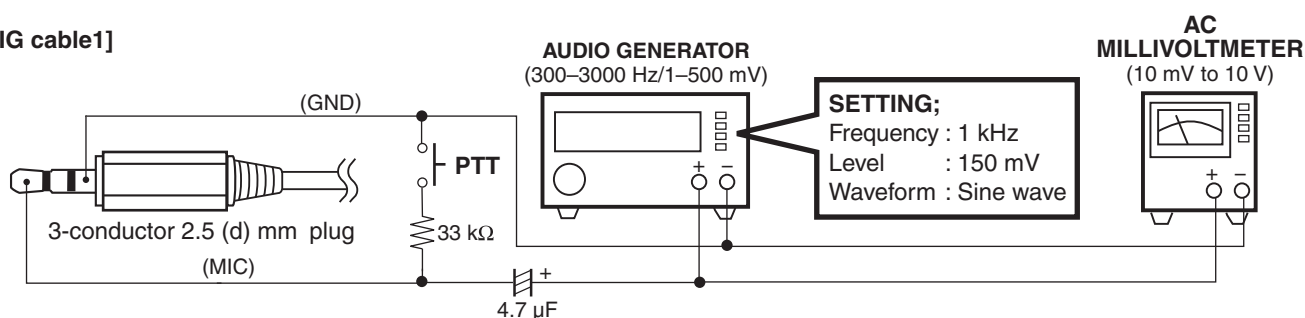 IG cable1]
AUDIO GENERATOR
(300–3000 Hz/1–500 mV)
AC
MILLIVOLTMETER
(10 mV to 10 V)
SETTING;
Frequency : 1 kHz
Level : 150 mV
Waveform : Sine wave
(GND)
PTT
+ −
+ −
3-conductor 2.5 (d) mm plug
33 kΩ
(MIC)
+
4.7 µF